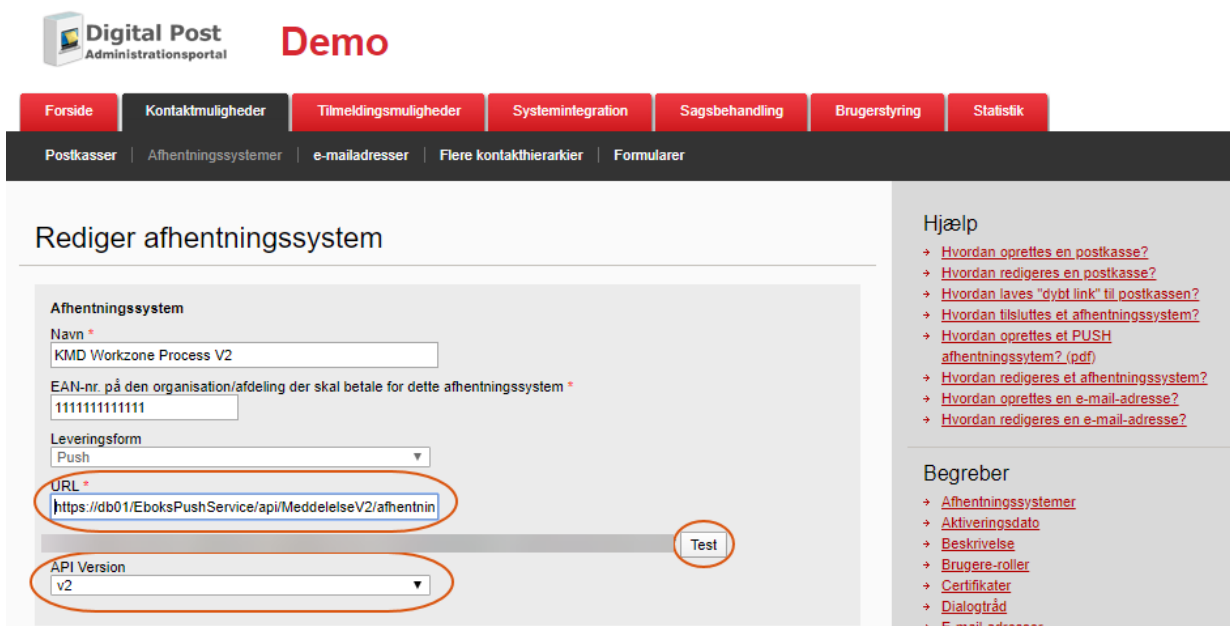 Digital Post
Administrationsportal
Demo
Forside
Kontaktmuligheder
Tilmeldingsmuligheder
Systemintegration
Sagsbehandling
Brugerstyring
Statistik
Postkasser
Afhentningssystemer
e-mailadresser
Flere kontakthierarkier
Formularer
Rediger afhentningssystem
Afhentningssystem
Navn *
KMD Workzone Process V2
EAN-nr. på den organisation/afdeling der skal betale for dette afhentningssystem *
1111111111111
Leveringsform
Push
URL *
https://db01/EboksPushService/api/MeddelelseV2/afhentnin
Test
API Version
v2
Hjælp
Hvordan oprettes en postkasse?
Hvordan redigeres en postkasse?
Hvordan laves "dybt link" til postkassen?
Hvordan tilsluttes et afhentningssystem?
Hvordan oprettes et PUSH
afhentningssytem? (pdf)
Hvordan redigeres et afhentningssystem?
Hvordan oprettes en e-mail-adresse?
Hvordan redigeres en e-mail-adresse?
Begreber
Afhentningssystemer
Aktiveringsdato
Beskrivelse
Brugere-roller
Certifikater
Dialogtråd